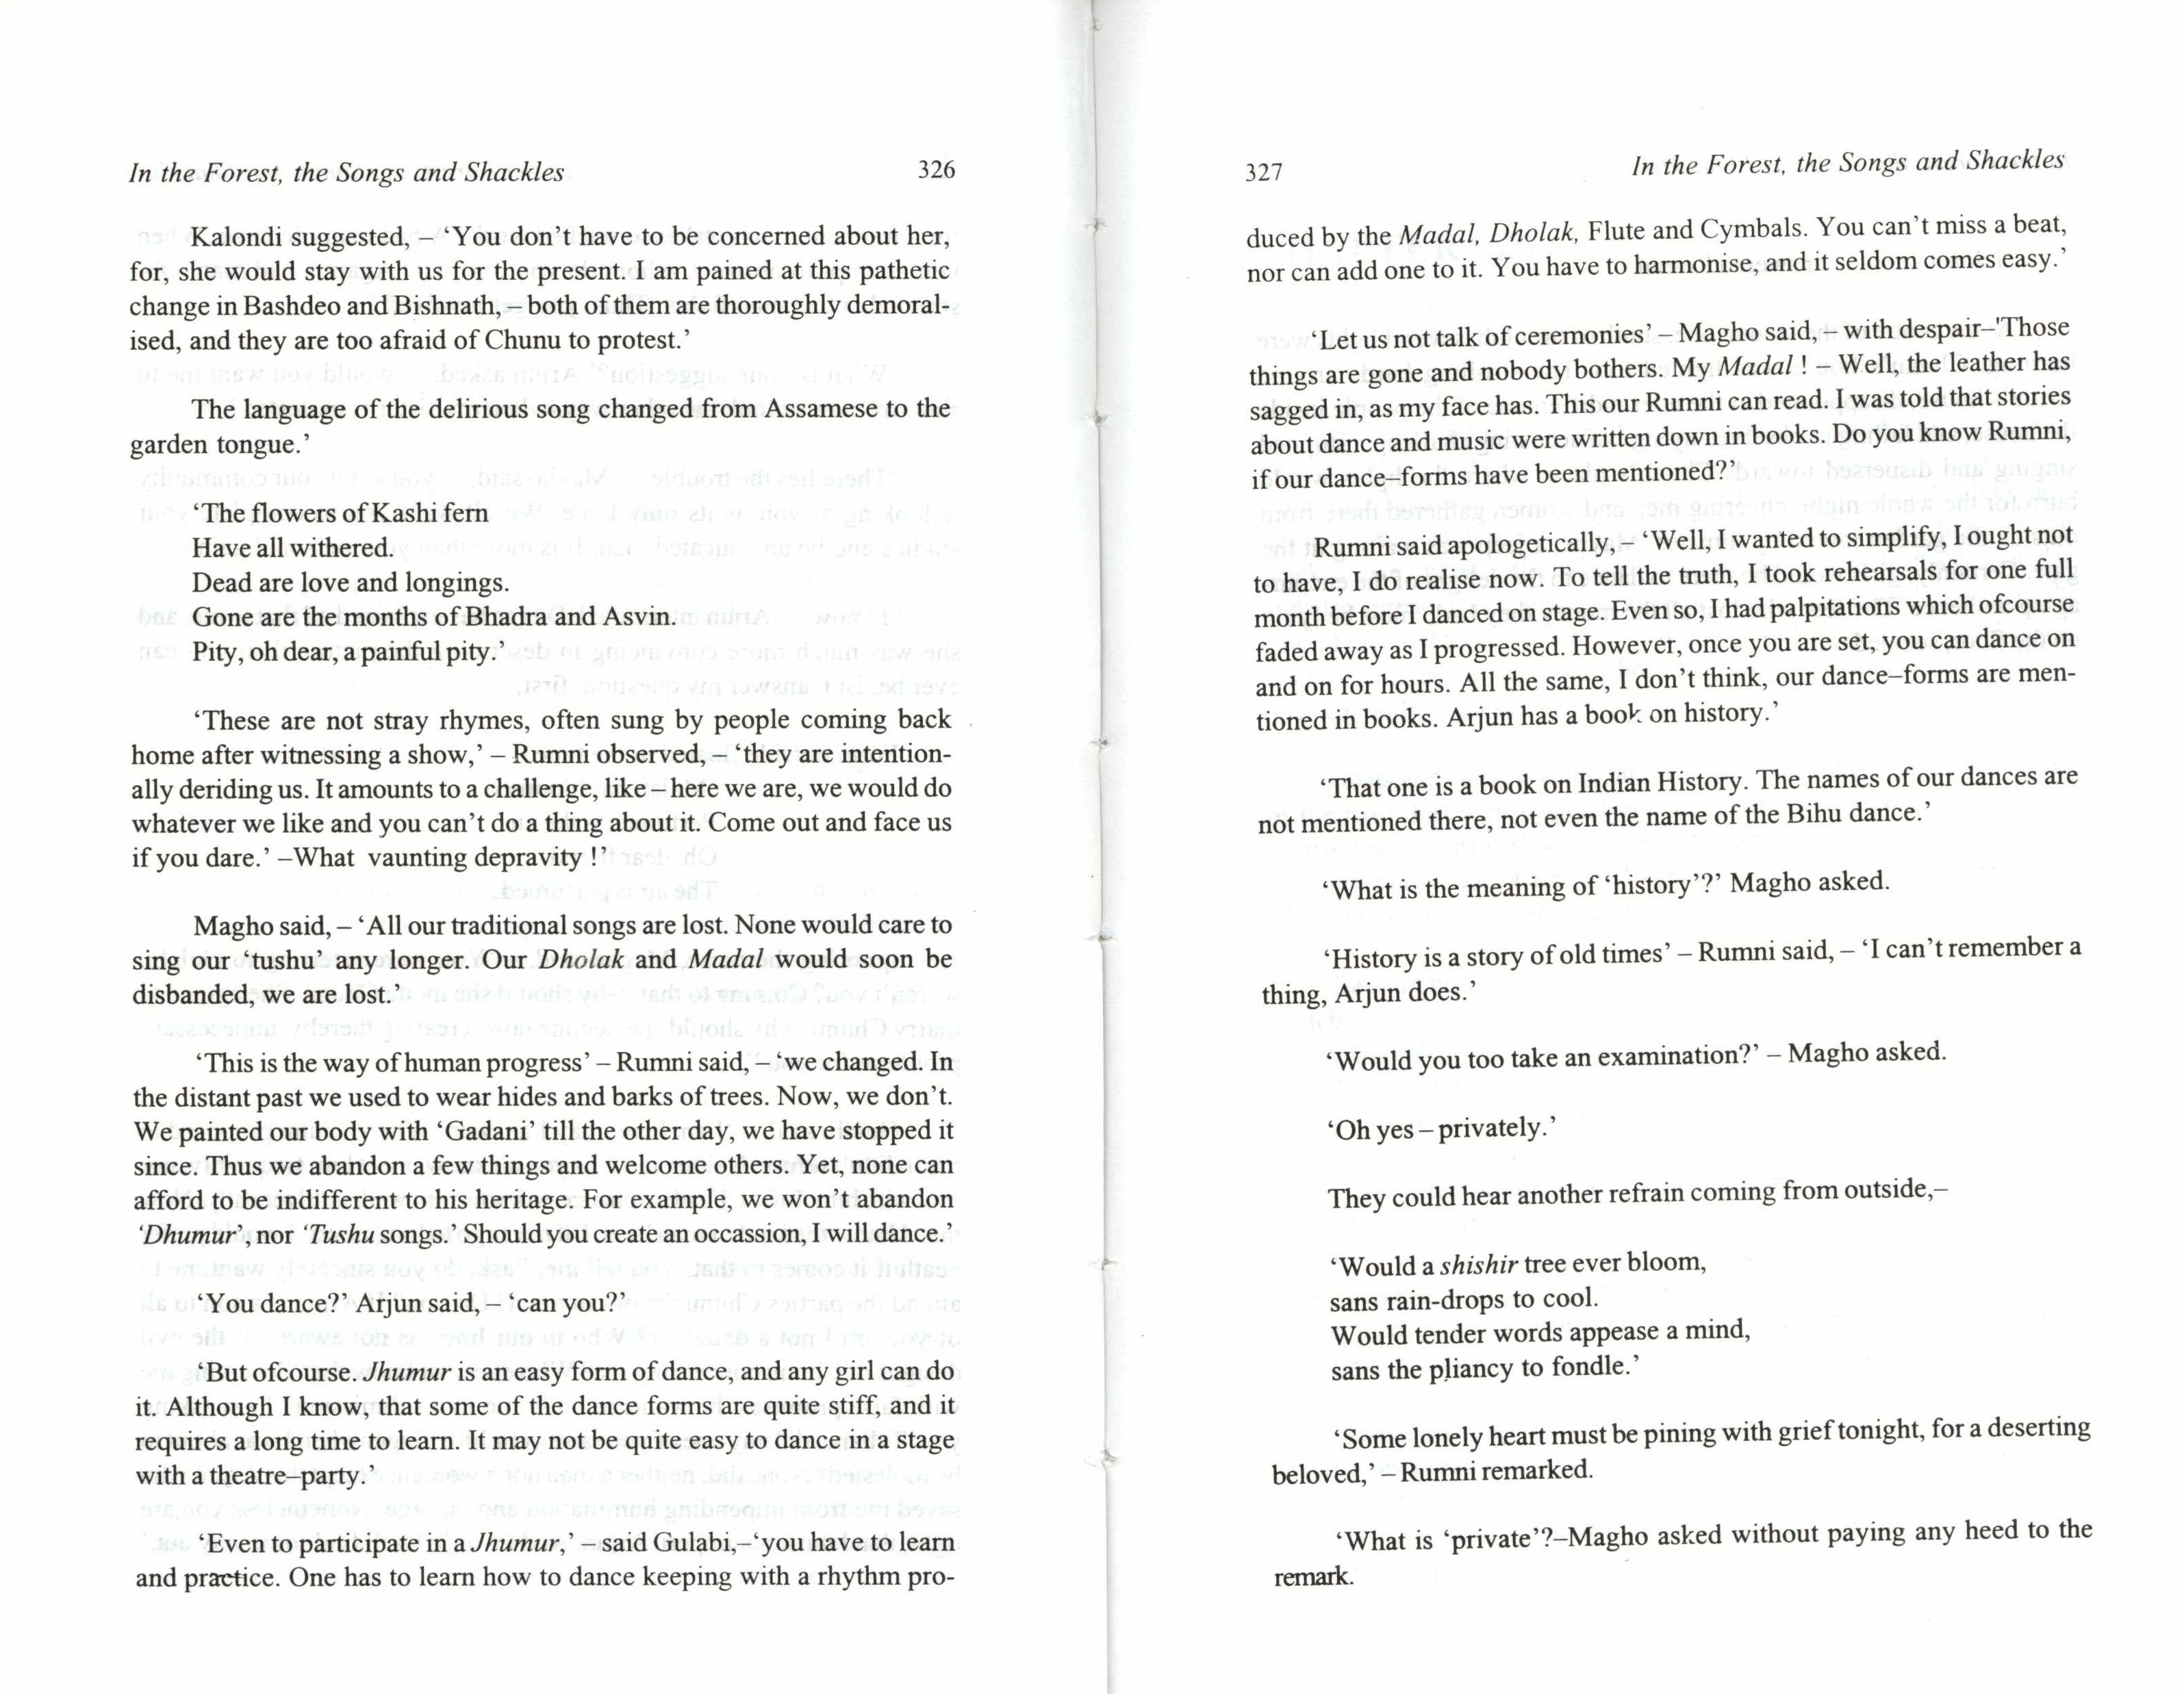 In the Forest, the Songs and Shackles 326
Kalondi suggested, – ‘You don’t have to be concerned about her,
for, she would stay with us for the present. I am pained at this pathetic
change in Bashdeo and Bishnath, – both of them are thoroughly demoral-
ised, and they are too afraid of Chunu to protest.’
The language of the delirious song changed from Assamese to the
garden tongue.’
‘The flowers of Kashi fern
Have all withered.
Dead are love and longings.
Gone are the months of Bhadra and Asvin.
Pity, oh dear, a painful pity.’
‘These are not stray rhymes, often sung by people coming back
home after witnessing a show,’ – Rumni observed, – ‘they are intention-
ally deriding us. It amounts to a challenge, like – here we are, we would do
whatever we like and you can’t do a thing about it. Come out and face us
if you dare.’ –What vaunting depravity !’
Magho said, – ‘All our traditional songs are lost. None would care to
sing our ‘tushu’ any longer. Our Dholak and Madal would soon be
disbanded, we are lost.’
‘This is the way of human progress’ – Rumni said, – ‘we changed. In
the distant past we used to wear hides and barks of trees. Now, we don’t.
We painted our body with ‘Gadani’ till the other day, we have stopped it
since. Thus we abandon a few things and welcome others. Yet, none can
afford to be indifferent to his heritage. For example, we won’t abandon
‘Dhumur’, nor ‘Tushu songs.’ Should you create an occassion, I will dance.’
‘You dance?’ Arjun said, – ‘can you?’
‘But ofcourse. Jhumur is an easy form of dance, and any girl can do
it. Although I know, that some of the dance forms are quite stiff, and it
requires a long time to learn. It may not be quite easy to dance in a stage
with a theatre–party.’
‘Even to participate in a Jhumur,’ – said Gulabi,–‘you have to learn
and practice. One has to learn how to dance keeping with a rhythm pro-
327 In the Forest, the Songs and Shackles
duced by the Madal, Dholak, Flute and Cymbals. You can’t miss a beat,
nor can add one to it. You have to harmonise, and it seldom comes easy.’
‘Let us not talk of ceremonies’ – Magho said, – with despair–'Those
things are gone and nobody bothers. My Madal ! – Well, the leather has
sagged in, as my face has. This our Rumni can read. I was told that stories
about dance and music were written down in books. Do you know Rumni,
if our dance–forms have been mentioned?’
Rumni said apologetically, – ‘Well, I wanted to simplify, I ought not
to have, I do realise now. To tell the truth, I took rehearsals for one full
month before I danced on stage. Even so, I had palpitations which ofcourse
faded away as I progressed. However, once you are set, you can dance on
and on for hours. All the same, I don’t think, our dance–forms are men-
tioned in books. Arjun has a book on history.’
‘That one is a book on Indian History. The names of our dances are
not mentioned there, not even the name of the Bihu dance.’
‘What is the meaning of ‘history’?’ Magho asked.
‘History is a story of old times’ – Rumni said, – ‘I can’t remember a
thing, Arjun does.’
‘Would you too take an examination?’ – Magho asked.
‘Oh yes – privately.’
They could hear another refrain coming from outside,–
‘Would a shishir tree ever bloom,
sans rain-drops to cool.
Would tender words appease a mind,
sans the pliancy to fondle.’
‘Some lonely heart must be pining with grief tonight, for a deserting
beloved,’ – Rumni remarked.
‘What is ‘private’?–Magho asked without paying any heed to the
remark.